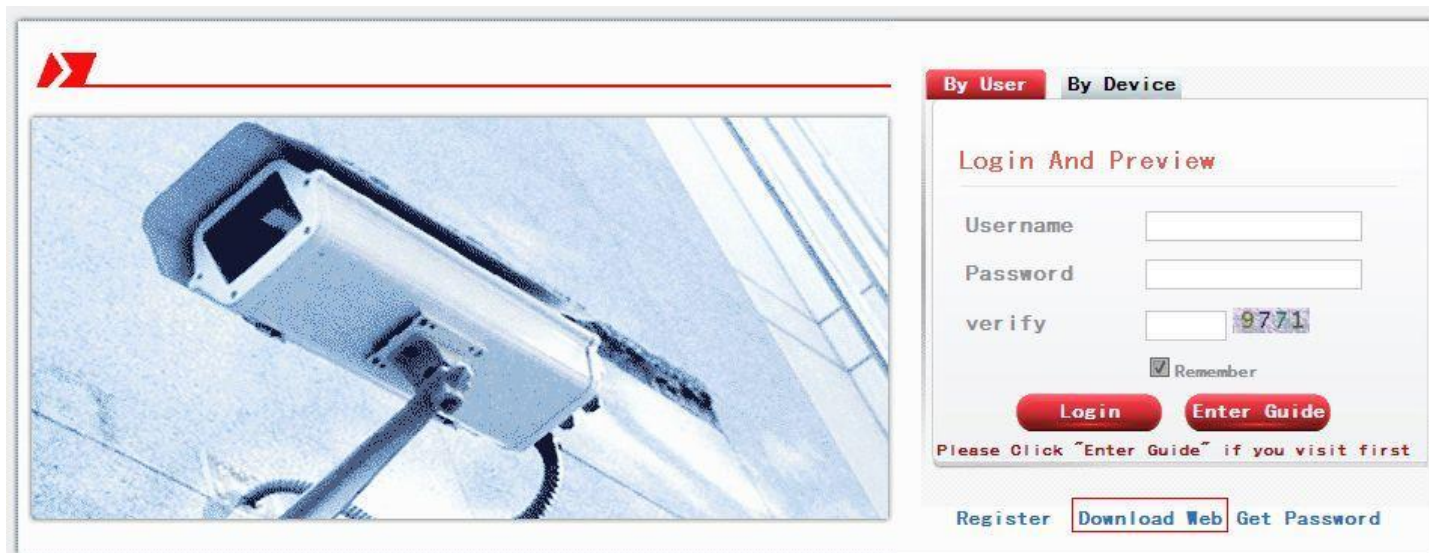 By User By Device
Login And Preview
Username
Password
verify 9771
Remember
Login Enter Guide
Please Click "Enter Guide" if you visit first
Register Download Web Get Password